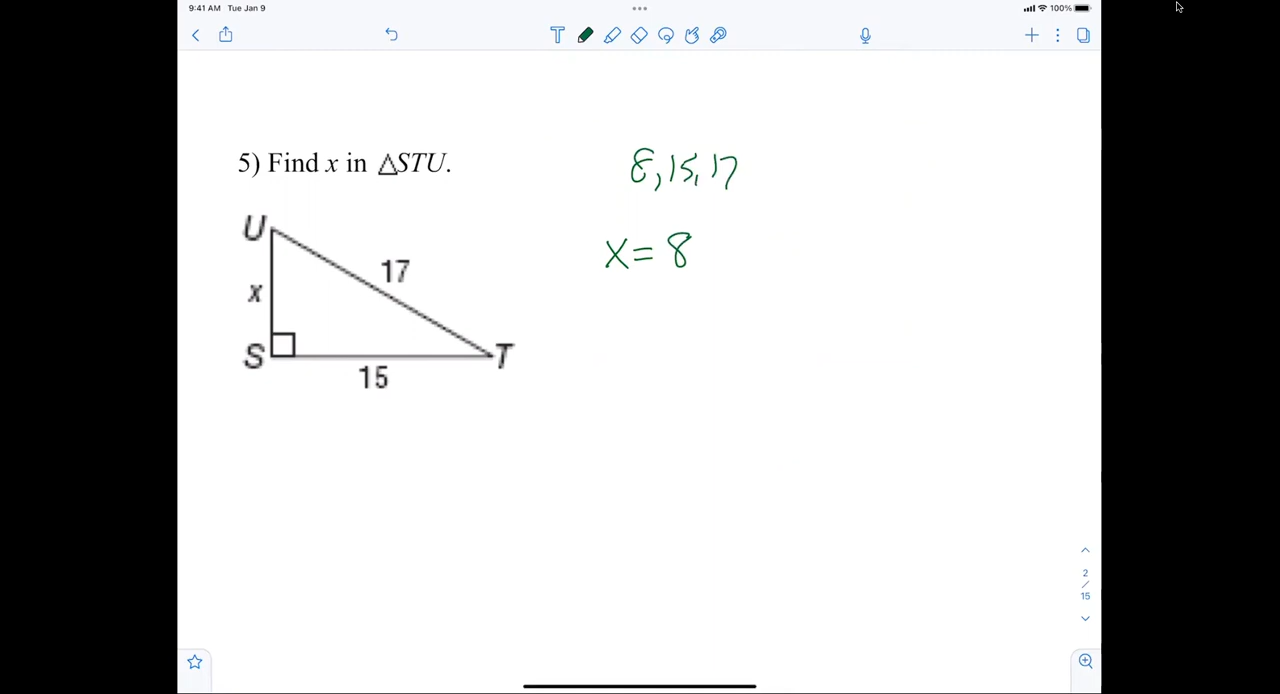 9:41 AM Tue Jan 9
100%
T
5) Find x in △STU.
8, 15, 17
x = 8
U
17
x
S
T
15
2
/
15